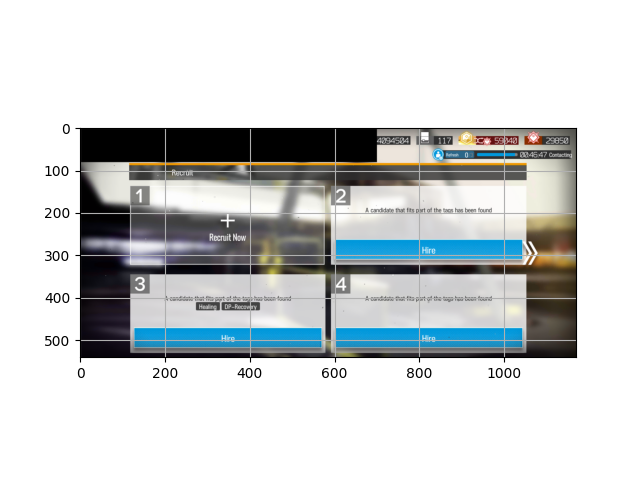 4094504 117 59040 29850
0 00:45:47 Contacting
Recruit
1
Recruit Now
2
A candidate that fits part of the tags has been found
Hire
3
A candidate that fits part of the tags has been found
Healing DP-Recovery
Hire
4
A candidate that fits part of the tags has been found
Hire
0
100
200
300
400
500
0 200 400 600 800 1000